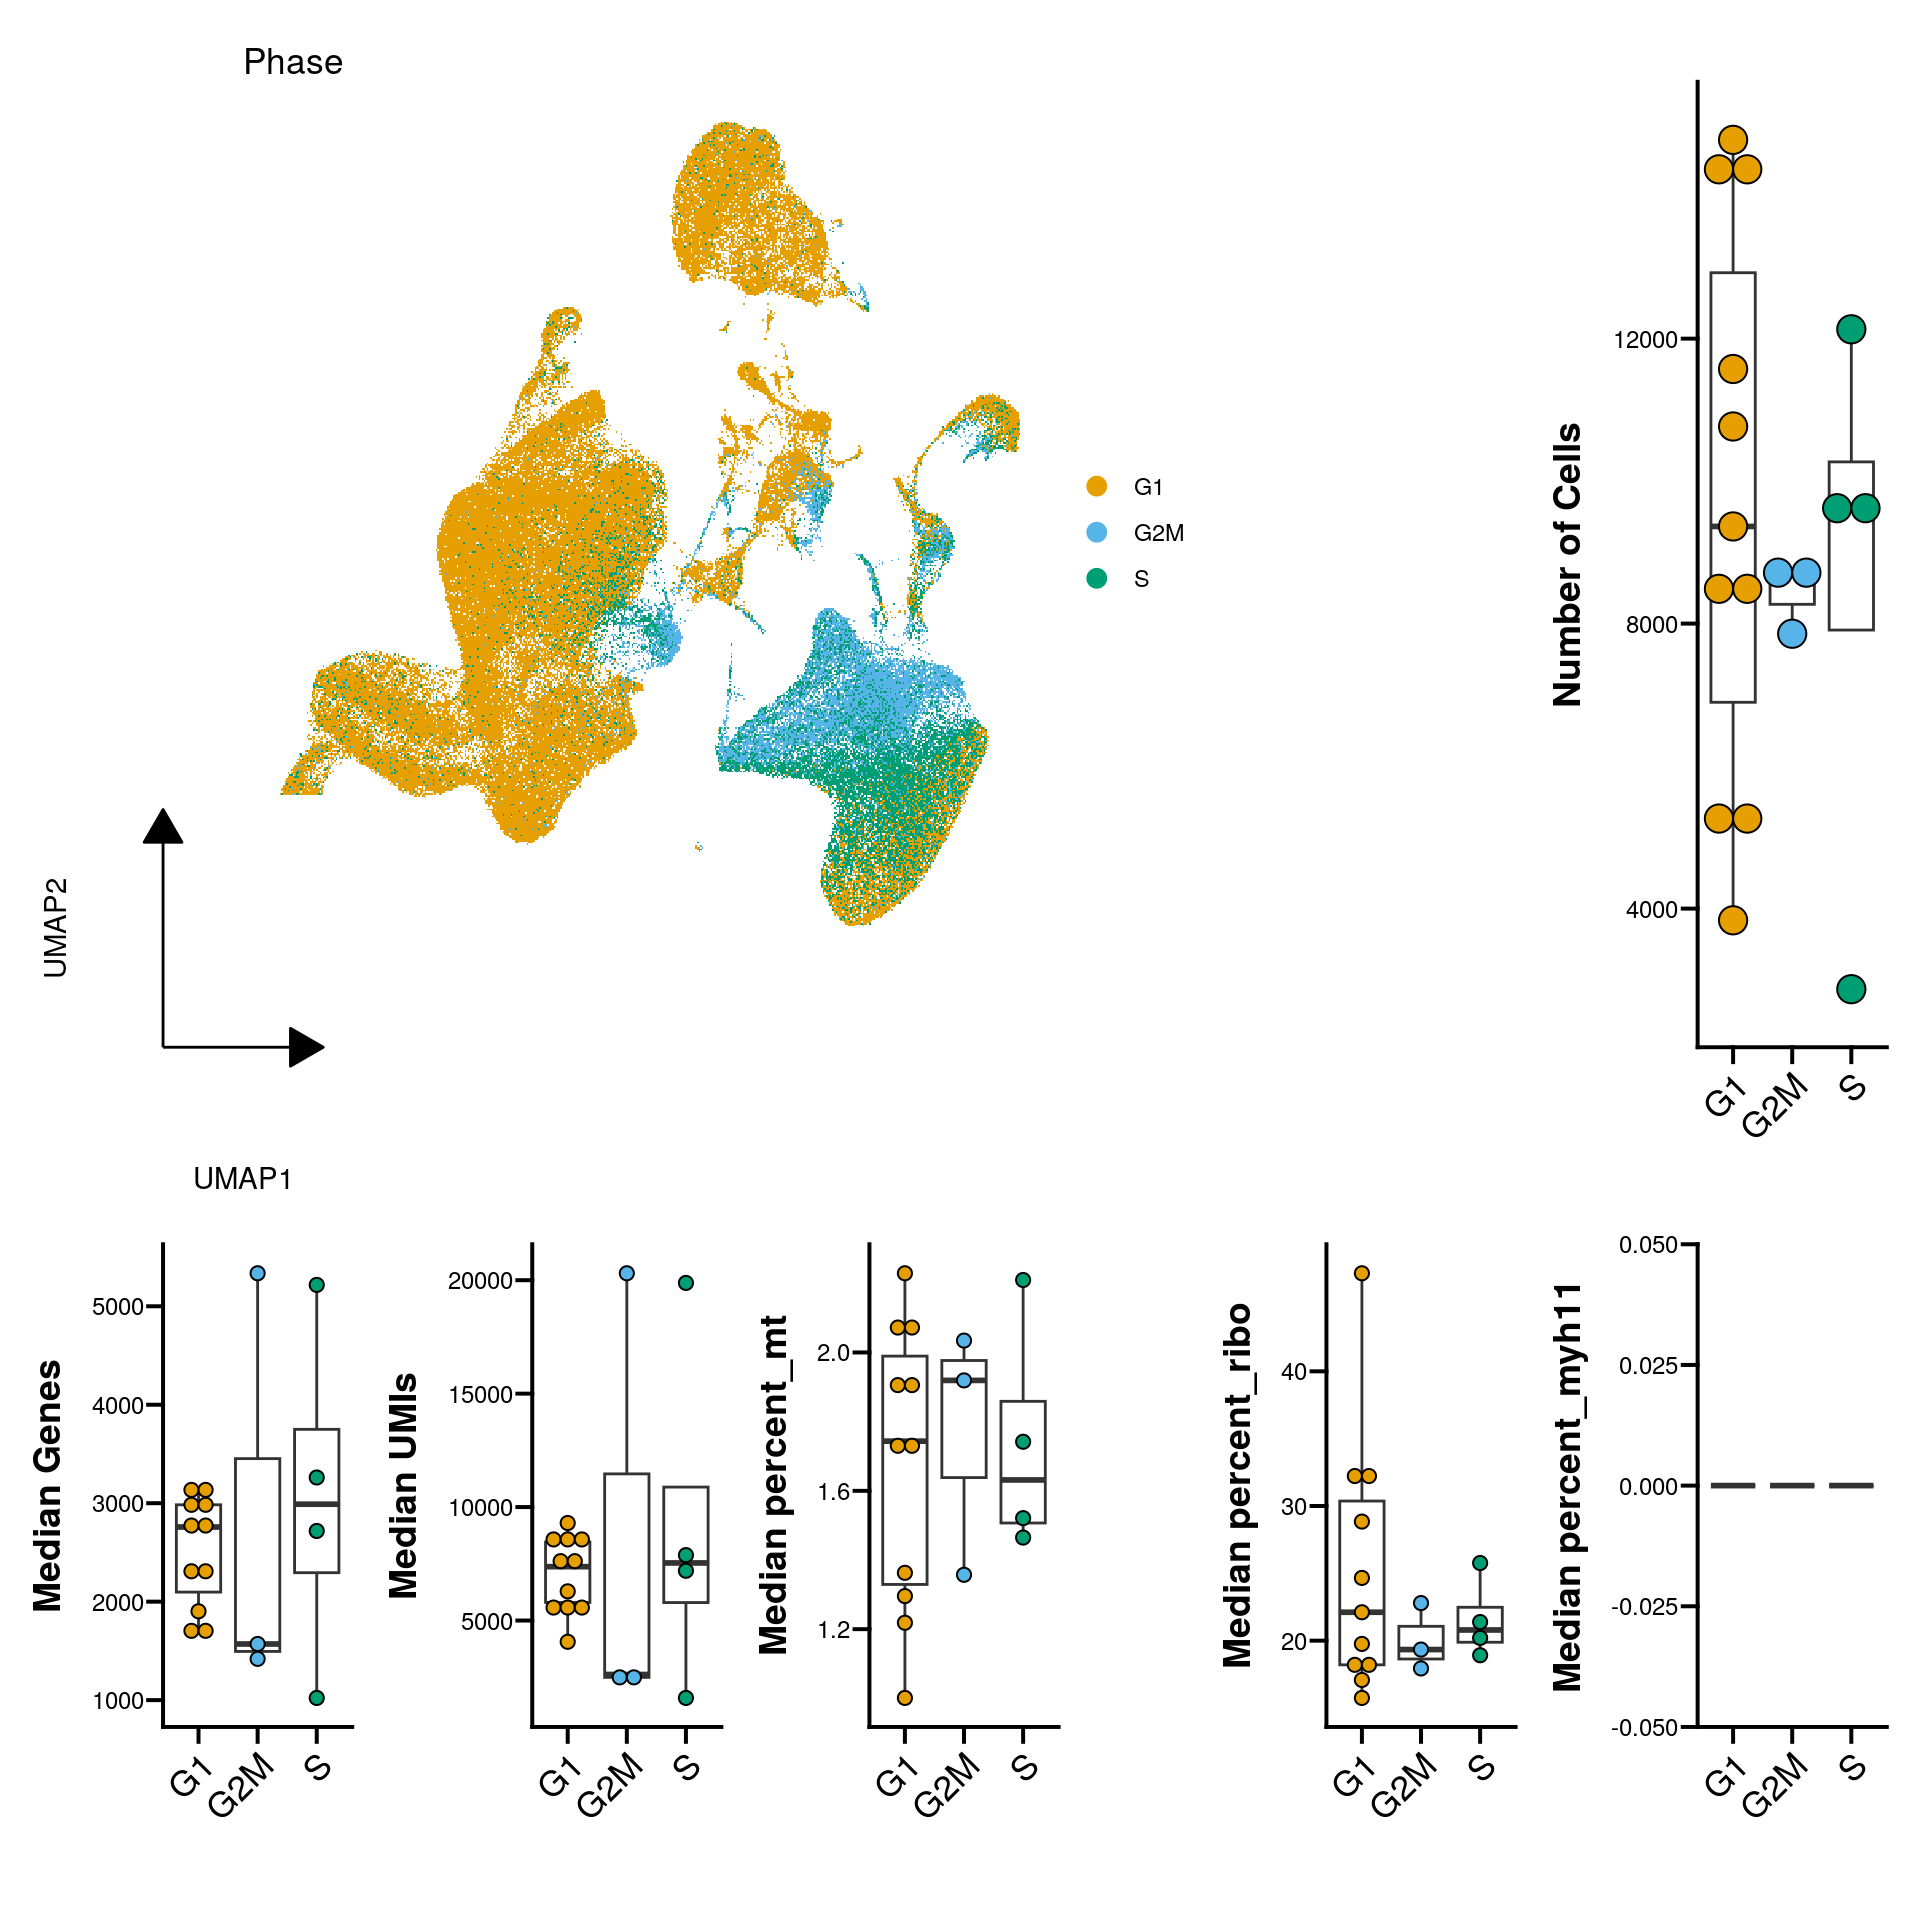 Phase
G1
G2M
S
UMAP2
UMAP1
Number of Cells
12000
8000
4000
G1
G2M
S
Median Genes
5000
4000
3000
2000
1000
G1
G2M
S
Median UMIs
20000
15000
10000
5000
G1
G2M
S
Median percent_mt
2.0
1.6
1.2
G1
G2M
S
Median percent_ribo
40
30
20
G1
G2M
S
Median percent_myh11
0.050
0.025
0.000
-0.025
-0.050
G1
G2M
S